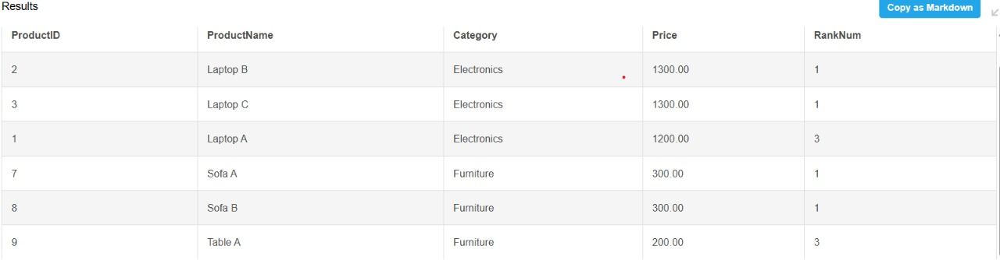 Results
Copy as Markdown
ProductID ProductName Category Price RankNum
2 Laptop B Electronics 1300.00 1
3 Laptop C Electronics 1300.00 1
1 Laptop A Electronics 1200.00 3
7 Sofa A Furniture 300.00 1
8 Sofa B Furniture 300.00 1
9 Table A Furniture 200.00 3